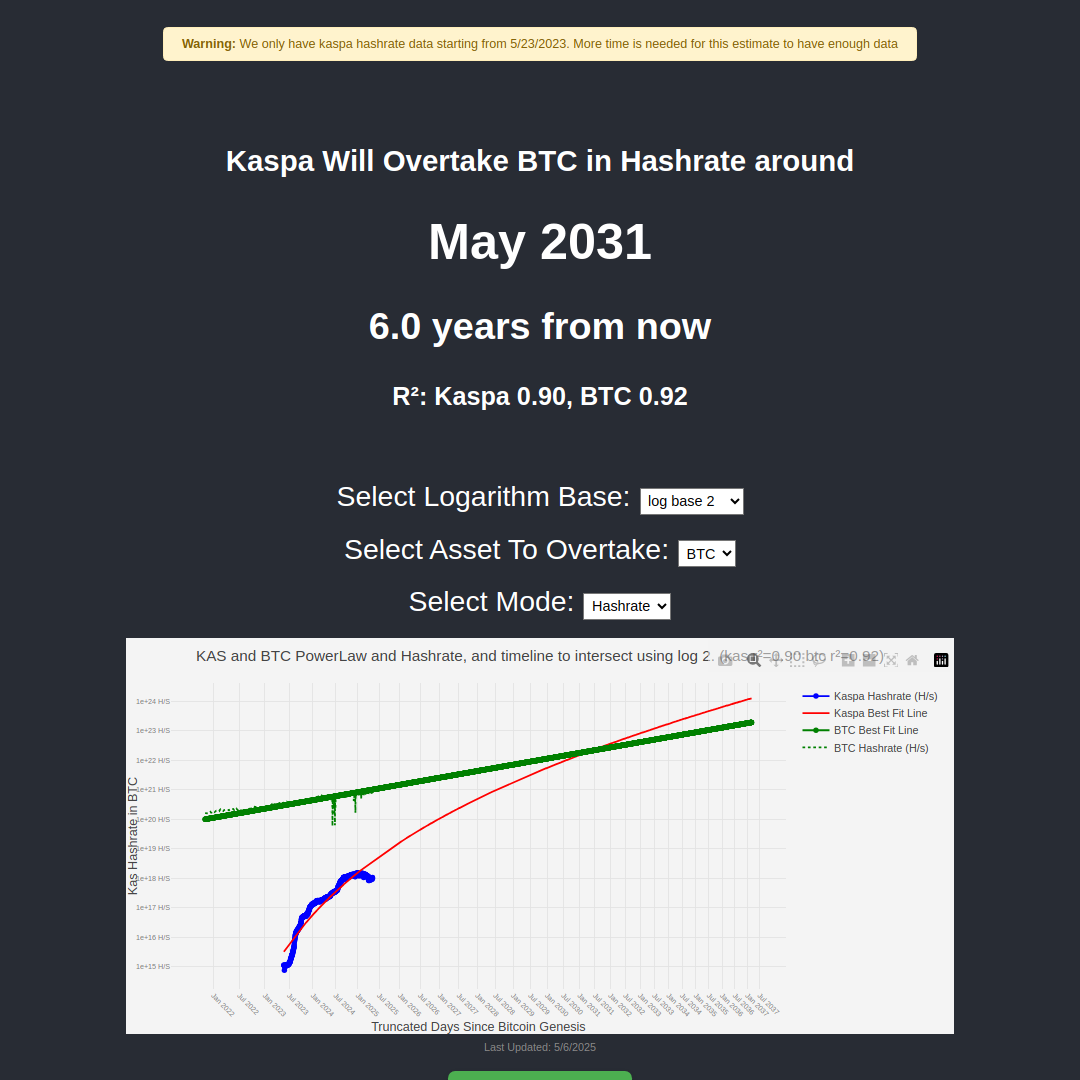 Warning: We only have kaspa hashrate data starting from 5/23/2023. More time is needed for this estimate to have enough data
Kaspa Will Overtake BTC in Hashrate around
May 2031
6.0 years from now
R²: Kaspa 0.90, BTC 0.92
Select Logarithm Base: log base 2
Select Asset To Overtake: BTC
Select Mode: Hashrate
KAS and BTC PowerLaw and Hashrate, and timeline to intersect using log 2. (kas r²=0.90 btc r²=0.92)
Kaspa Hashrate (H/s)
Kaspa Best Fit Line
BTC Best Fit Line
BTC Hashrate (H/s)
Kas Hashrate in BTC
1e+24 H/S
1e+23 H/S
1e+22 H/S
1e+21 H/S
1e+20 H/S
1e+19 H/S
1e+18 H/S
1e+17 H/S
1e+16 H/S
1e+15 H/S
Jan 2022
Jul 2022
Jan 2023
Jul 2023
Jan 2024
Jul 2024
Jan 2025
Jul 2025
Jan 2026
Jul 2026
Jan 2027
Jul 2027
Jan 2028
Jul 2028
Jan 2029
Jul 2029
Jan 2030
Jul 2030
Jan 2031
Jul 2031
Jan 2032
Jul 2032
Jan 2033
Jul 2033
Jan 2034
Jul 2034
Jan 2035
Jul 2035
Jan 2036
Jul 2036
Jan 2037
Jul 2037
Truncated Days Since Bitcoin Genesis
Last Updated: 5/6/2025